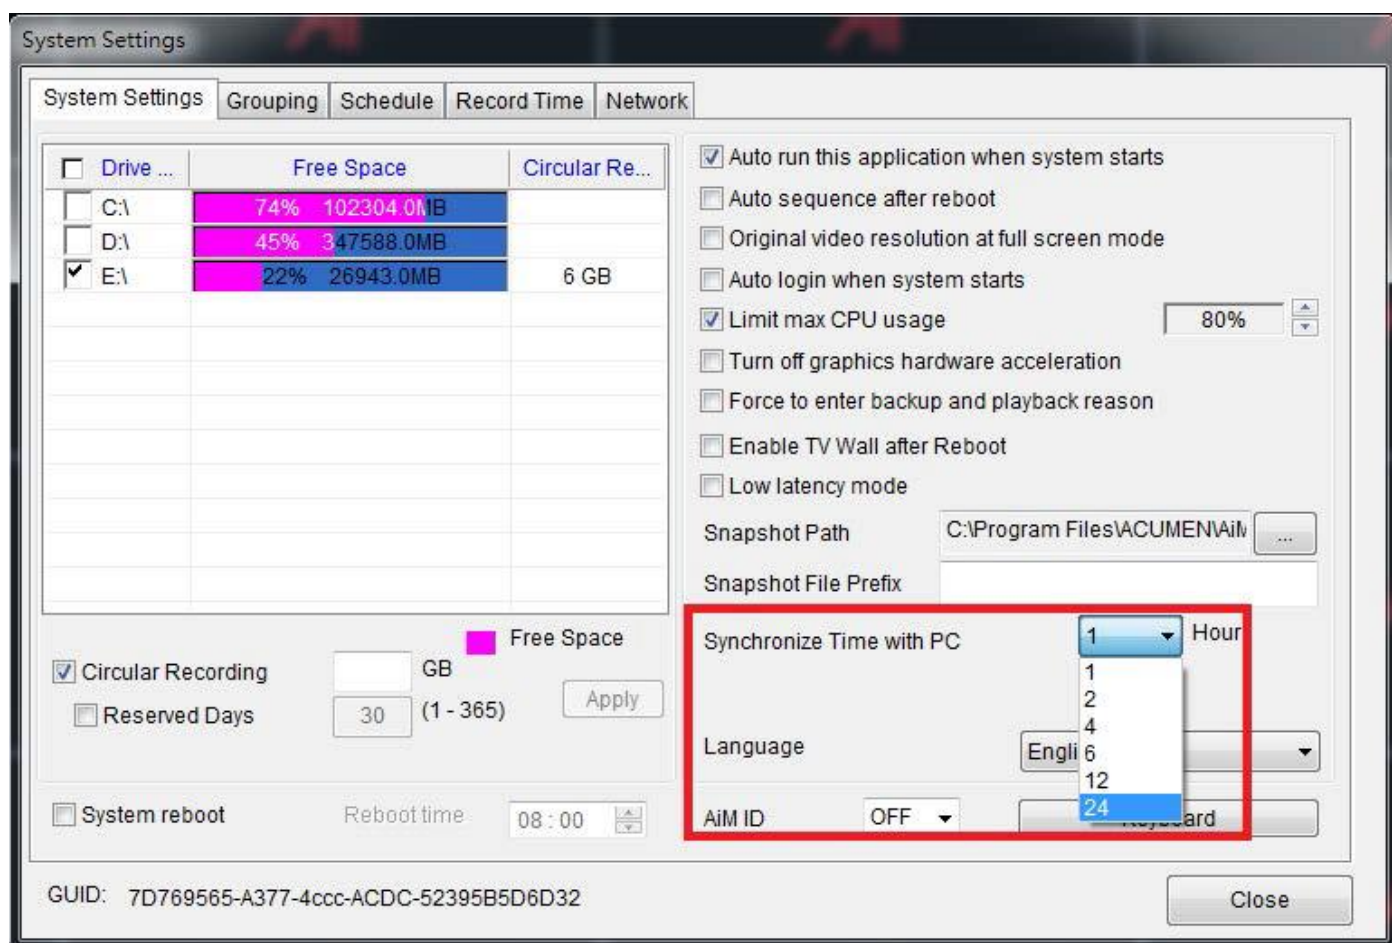 System Settings
System Settings Grouping Schedule Record Time Network
Drive ... Free Space Circular Re...
C:\ 74% 102304.0MB
D:\ 45% 347588.0MB
E:\ 22% 26943.0MB 6 GB
Free Space
Circular Recording GB
Reserved Days 30 (1 - 365) Apply
System reboot Reboot time 08 : 00
Auto run this application when system starts
Auto sequence after reboot
Original video resolution at full screen mode
Auto login when system starts
Limit max CPU usage 80%
Turn off graphics hardware acceleration
Force to enter backup and playback reason
Enable TV Wall after Reboot
Low latency mode
Snapshot Path C:\Program Files\ACUMEN\AiM ...
Snapshot File Prefix
Synchronize Time with PC 1 Hour
1
2
4
6
12
24
Language Engli
AiM ID OFF
GUID: 7D769565-A377-4ccc-ACDC-52395B5D6D32
Close